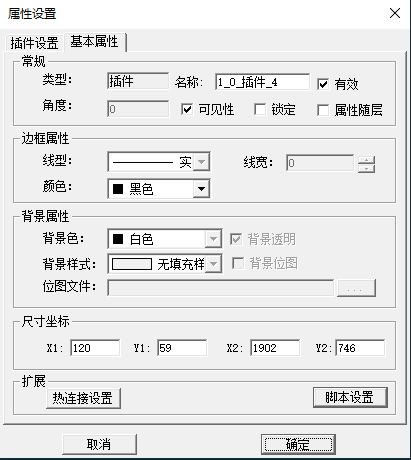 属性设置
插件设置 基本属性
常规
类型: 插件 名称: 1_0_插件_4 有效
角度: 0 可见性 锁定 属性随层
边框属性
线型: 实 线宽: 0
颜色: 黑色
背景属性
背景色: 白色 背景透明
背景样式: 无填充样 背景位图
位图文件: ...
尺寸坐标
X1: 120 Y1: 59 X2: 1902 Y2: 746
扩展
热连接设置 脚本设置
取消 确定